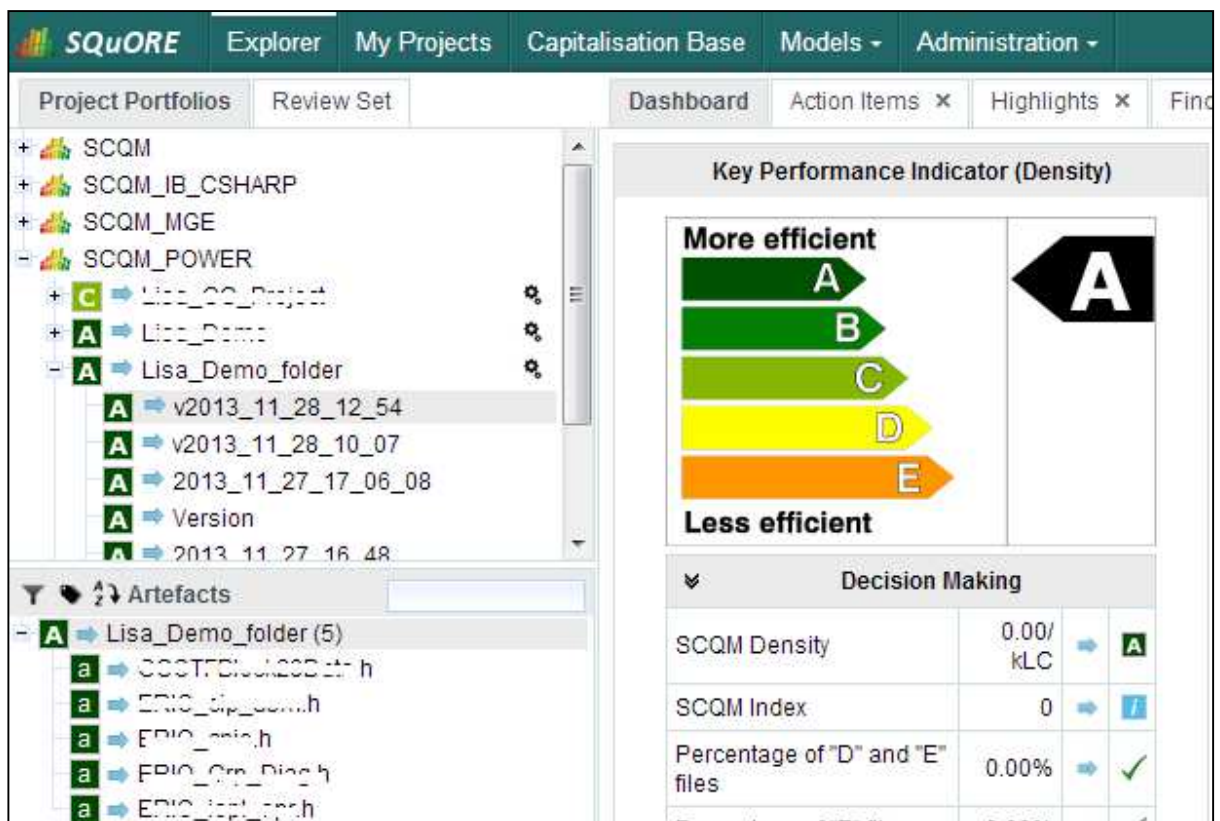 SQuORE Explorer My Projects Capitalisation Base Models Administration
Project Portfolios Review Set
SCQM
SCQM_IB_CSHARP
SCQM_MGE
SCQM_POWER
C
A
A Lisa_Demo_folder
A v2013_11_28_12_54
A v2013_11_28_10_07
A 2013_11_27_17_06_08
A Version
A 2013_11_27_16_48
Artefacts
A Lisa_Demo_folder (5)
a
a
a
a
a
Dashboard Action Items × Highlights ×
Key Performance Indicator (Density)
More efficient
A
B
C
D
E
Less efficient
A
Decision Making
SCQM Density 0.00/
kLC A
SCQM Index 0 i
Percentage of "D" and "E"
files 0.00%